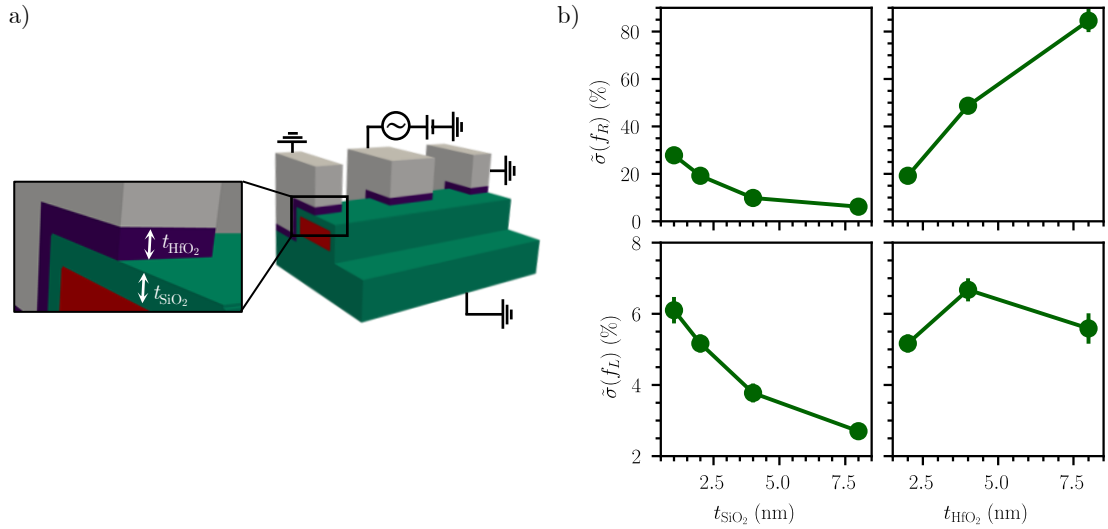 a)
t_HfO₂
t_SiO₂
b)
σ̃(f_R) (%)
80
60
40
20
0
σ̃(f_L) (%)
8
6
4
2
2.5 5.0 7.5
t_SiO₂ (nm)
2.5 5.0 7.5
t_HfO₂ (nm)